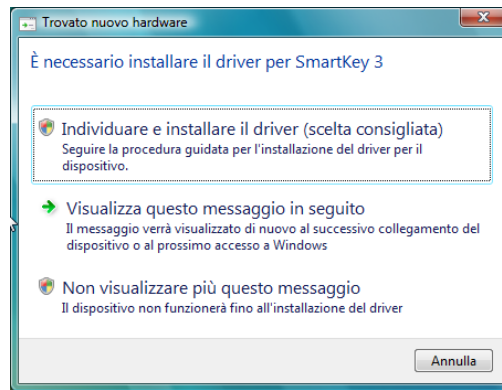 Trovato nuovo hardware
È necessario installare il driver per SmartKey 3
Individuare e installare il driver (scelta consigliata)
Seguire la procedura guidata per l'installazione del driver per il
dispositivo.
Visualizza questo messaggio in seguito
Il messaggio verrà visualizzato di nuovo al successivo collegamento del
dispositivo o al prossimo accesso a Windows
Non visualizzare più questo messaggio
Il dispositivo non funzionerà fino all'installazione del driver
Annulla